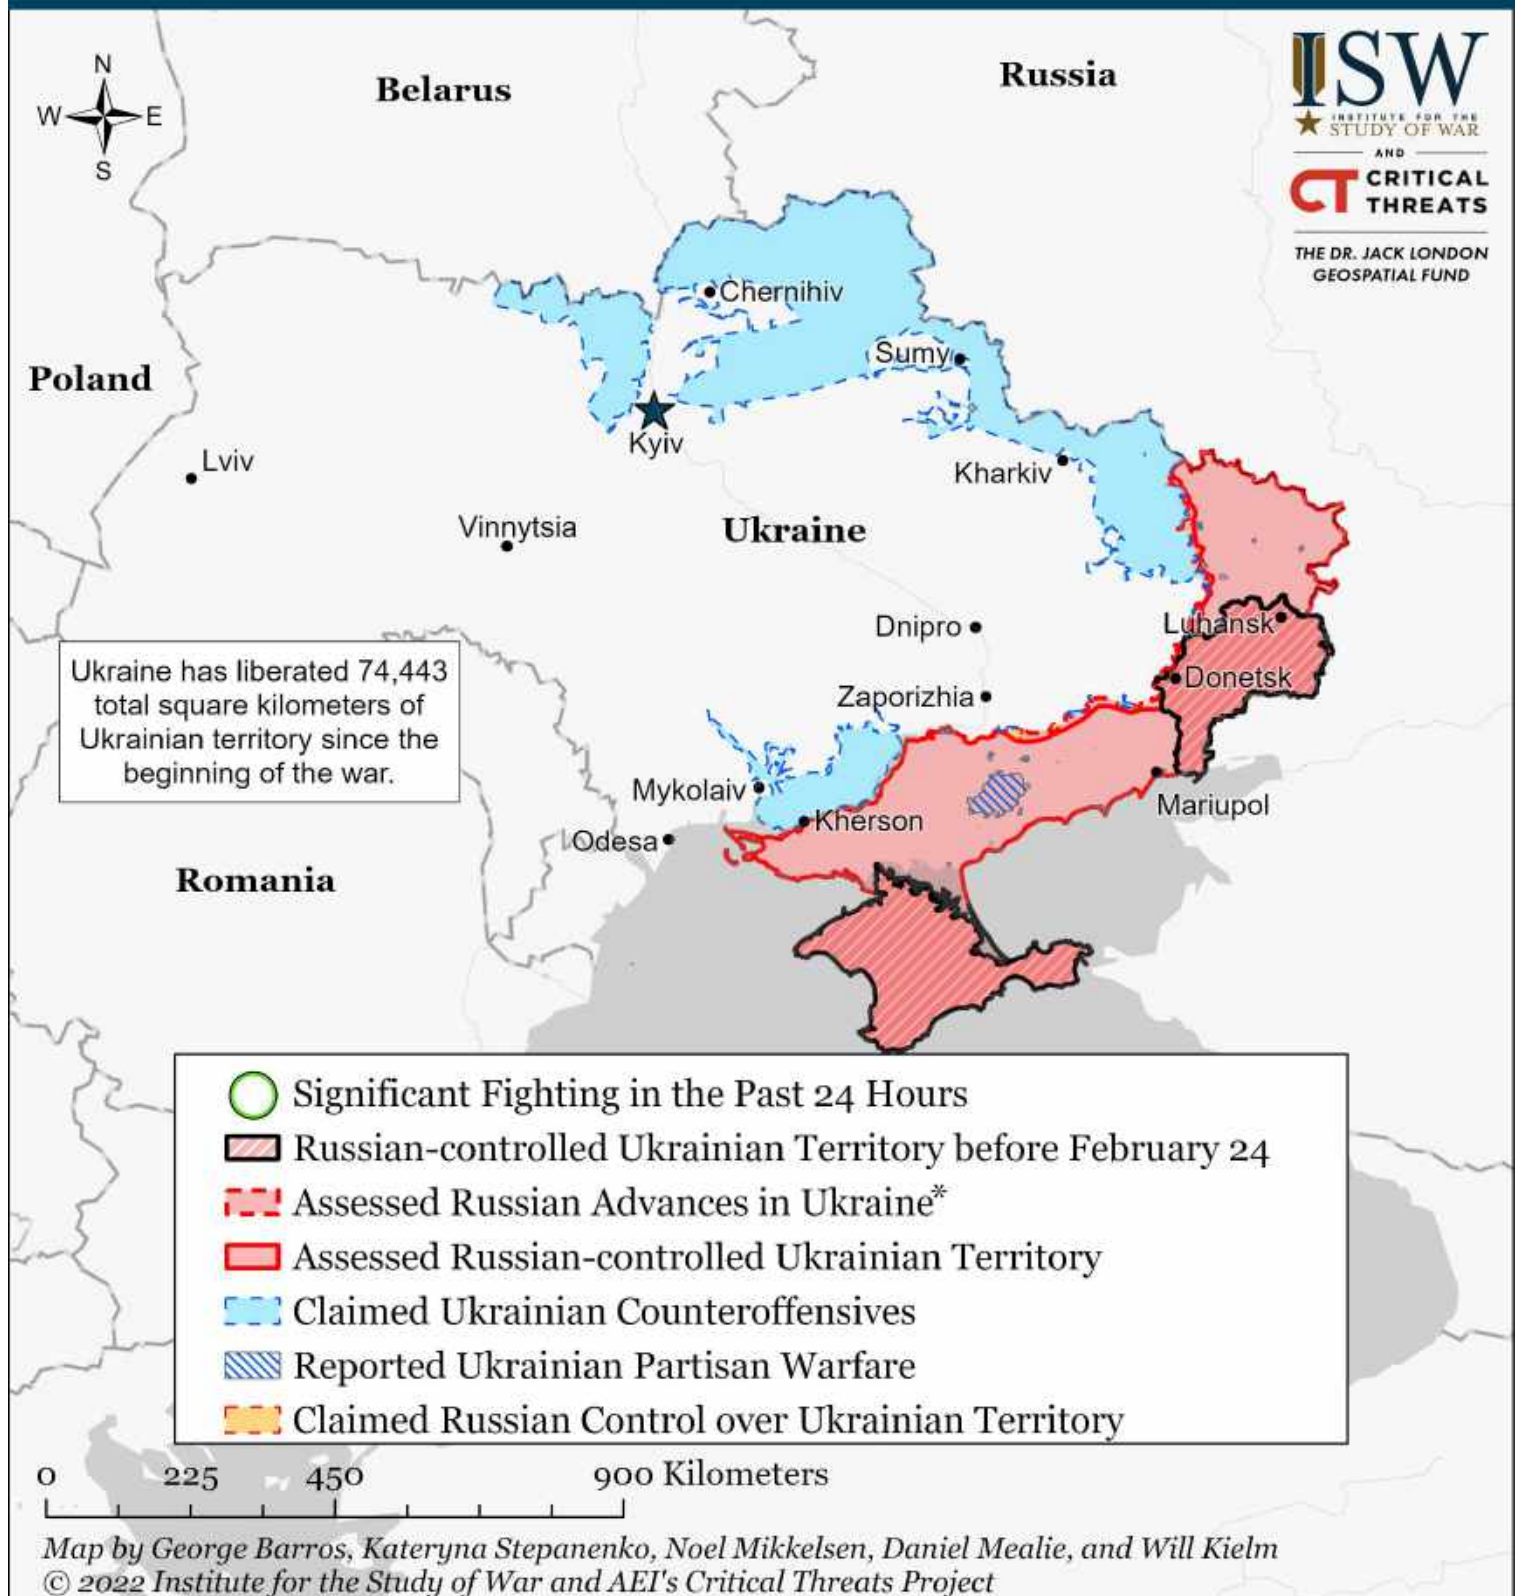 N
W E
S
Belarus
Russia
ISW
INSTITUTE FOR THE
STUDY OF WAR
AND
CT CRITICAL
THREATS
THE DR. JACK LONDON
GEOSPATIAL FUND
Chernihiv
Sumy
Poland
Kyiv
Lviv
Kharkiv
Vinnytsia
Ukraine
Dnipro
Luhansk
Donetsk
Zaporizhia
Ukraine has liberated 74,443
total square kilometers of
Ukrainian territory since the
beginning of the war.
Mykolaiv
Mariupol
Kherson
Odesa
Romania
Significant Fighting in the Past 24 Hours
Russian-controlled Ukrainian Territory before February 24
Assessed Russian Advances in Ukraine*
Assessed Russian-controlled Ukrainian Territory
Claimed Ukrainian Counteroffensives
Reported Ukrainian Partisan Warfare
Claimed Russian Control over Ukrainian Territory
0 225 450 900 Kilometers
Map by George Barros, Kateryna Stepanenko, Noel Mikkelsen, Daniel Mealie, and Will Kielm
© 2022 Institute for the Study of War and AEI's Critical Threats Project